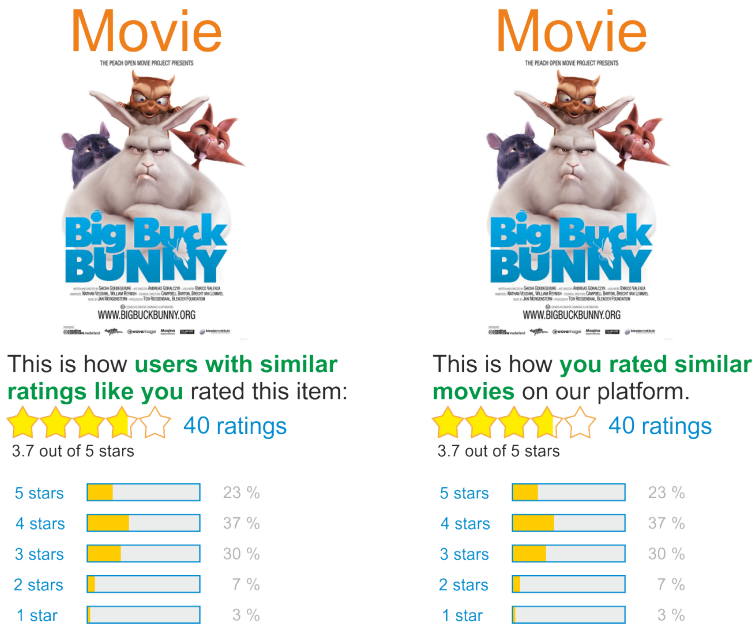 Movie
THE PEACH OPEN MOVIE PROJECT PRESENTS
Big Buck
BUNNY
WWW.BIGBUCKBUNNY.ORG
This is how users with similar
ratings like you rated this item:
40 ratings
3.7 out of 5 stars
5 stars 23 %
4 stars 37 %
3 stars 30 %
2 stars 7 %
1 star 3 %
Movie
THE PEACH OPEN MOVIE PROJECT PRESENTS
Big Buck
BUNNY
WWW.BIGBUCKBUNNY.ORG
This is how you rated similar
movies on our platform.
40 ratings
3.7 out of 5 stars
5 stars 23 %
4 stars 37 %
3 stars 30 %
2 stars 7 %
1 star 3 %